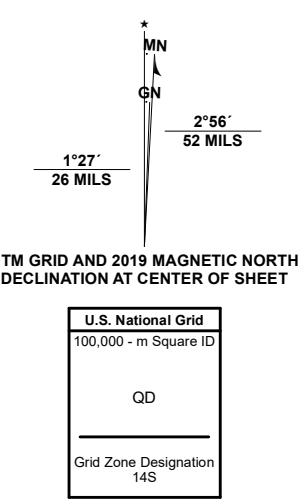 MN
GN
2°56´
52 MILS
1°27´
26 MILS
TM GRID AND 2019 MAGNETIC NORTH
DECLINATION AT CENTER OF SHEET
U.S. National Grid
100,000 - m Square ID
QD
Grid Zone Designation
14S